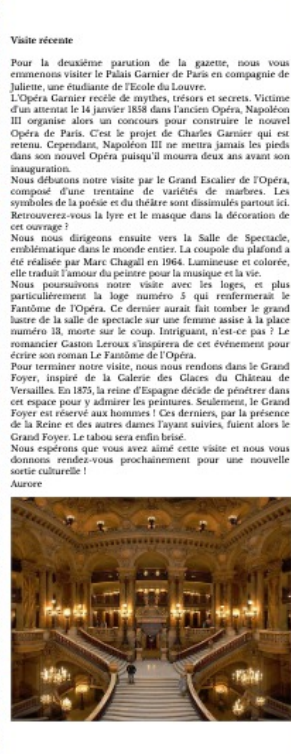 Visite récente
Pour la deuxième parution de la gazette, nous vous
emmenons visiter le Palais Garnier de Paris en compagnie de
Juliette, une étudiante de l'Ecole du Louvre.
L'Opéra Garnier recèle de mythes, trésors et secrets. Victime
d'un attentat le 14 janvier 1858 dans l'ancien Opéra, Napoléon
III organise alors un concours pour construire le nouvel
Opéra de Paris. C'est le projet de Charles Garnier qui est
retenu. Cependant, Napoléon III ne mettra jamais les pieds
dans son nouvel Opéra puisqu'il mourra deux ans avant son
inauguration.
Nous débutons notre visite par le Grand Escalier de l'Opéra,
composé d'une trentaine de variétés de marbres. Les
symboles de la poésie et du théâtre sont dissimulés partout ici.
Retrouverez-vous la lyre et le masque dans la décoration de
cet ouvrage ?
Nous nous dirigeons ensuite vers la Salle de Spectacle,
emblématique dans le monde entier. La coupole du plafond a
été réalisée par Marc Chagall en 1964. Lumineuse et colorée,
elle traduit l'amour du peintre pour la musique et la vie.
Nous poursuivons notre visite avec les loges, et plus
particulièrement la loge numéro 5 qui renfermerait le
Fantôme de l'Opéra. Ce dernier aurait fait tomber le grand
lustre de la salle de spectacle sur une femme assise à la place
numéro 13, morte sur le coup. Intriguant, n'est-ce pas ? Le
romancier Gaston Leroux s'inspirera de cet événement pour
écrire son roman Le Fantôme de l'Opéra.
Pour terminer notre visite, nous nous rendons dans le Grand
Foyer, inspiré de la Galerie des Glaces du Château de
Versailles. En 1875, la reine d'Espagne décide de pénétrer dans
cet espace pour y admirer les peintures. Seulement, le Grand
Foyer est réservé aux hommes ! Ces derniers, par la présence
de la Reine et des autres dames l'ayant suivies, fuient alors le
Grand Foyer. Le tabou sera enfin brisé.
Nous espérons que vous avez aimé cette visite et nous vous
donnons rendez-vous prochainement pour une nouvelle
sortie culturelle !
Aurore